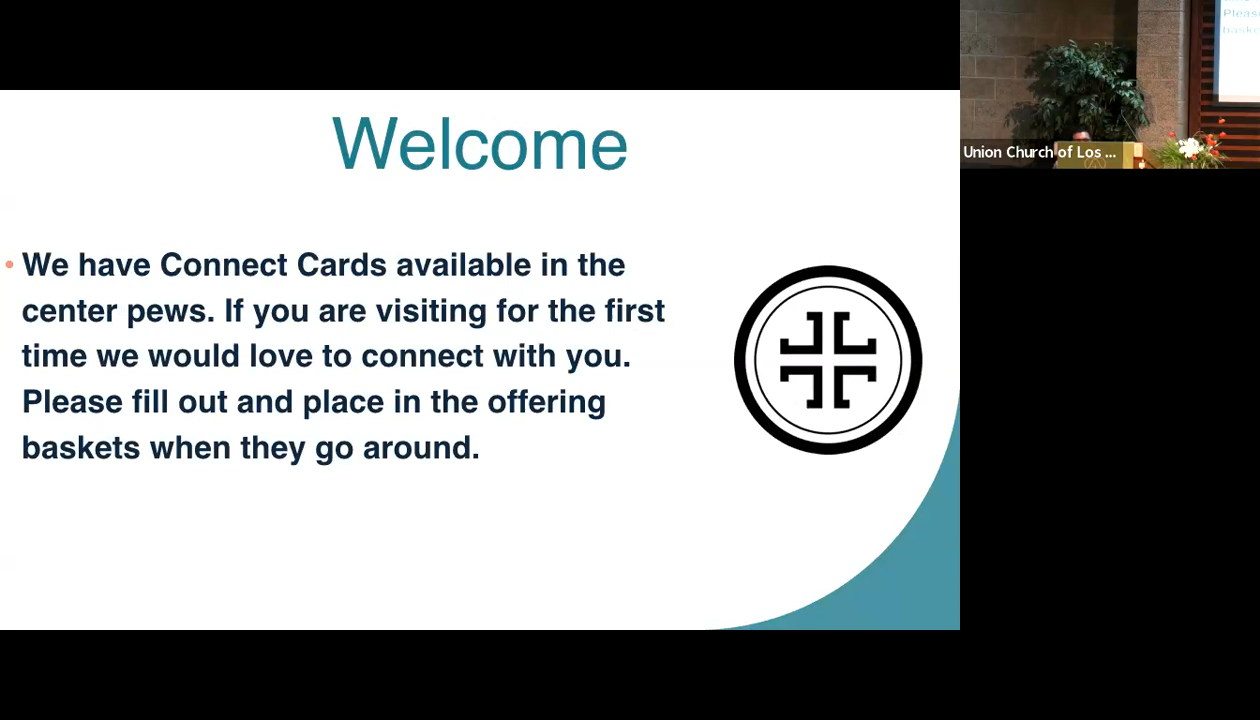 Welcome
• We have Connect Cards available in the
center pews. If you are visiting for the first
time we would love to connect with you.
Please fill out and place in the offering
baskets when they go around.
Union Church of Los ...
Pleas
baske